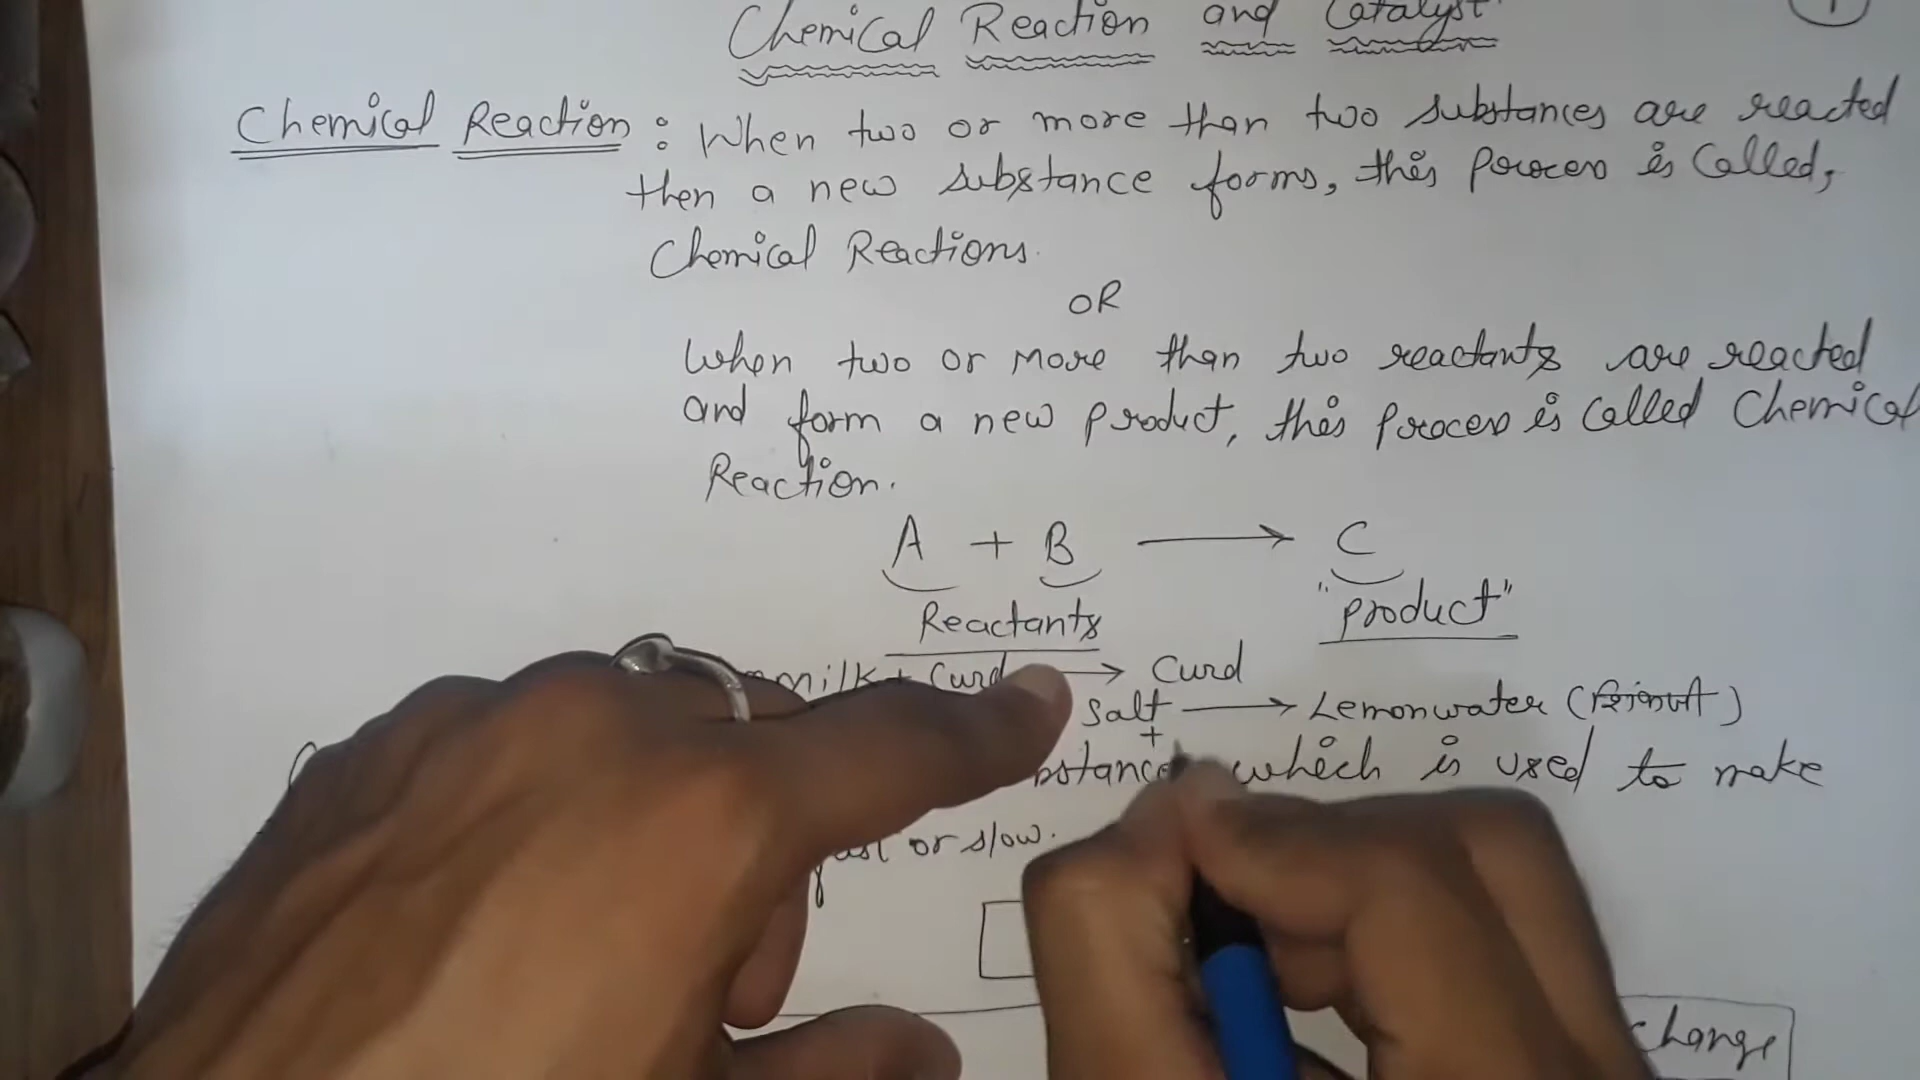 Chemical Reaction and Catalyst
1
Chemical Reaction : When two or more than two substances are reacted
then a new substance forms, this process is called,
Chemical Reactions.
OR
When two or more than two reactants are reacted
and form a new product, this process is called Chemical
Reaction.
A + B → C
Reactants "product"
milk + Curd → Curd
Salt → Lemonwater
+
which is used to make
or slow.
change